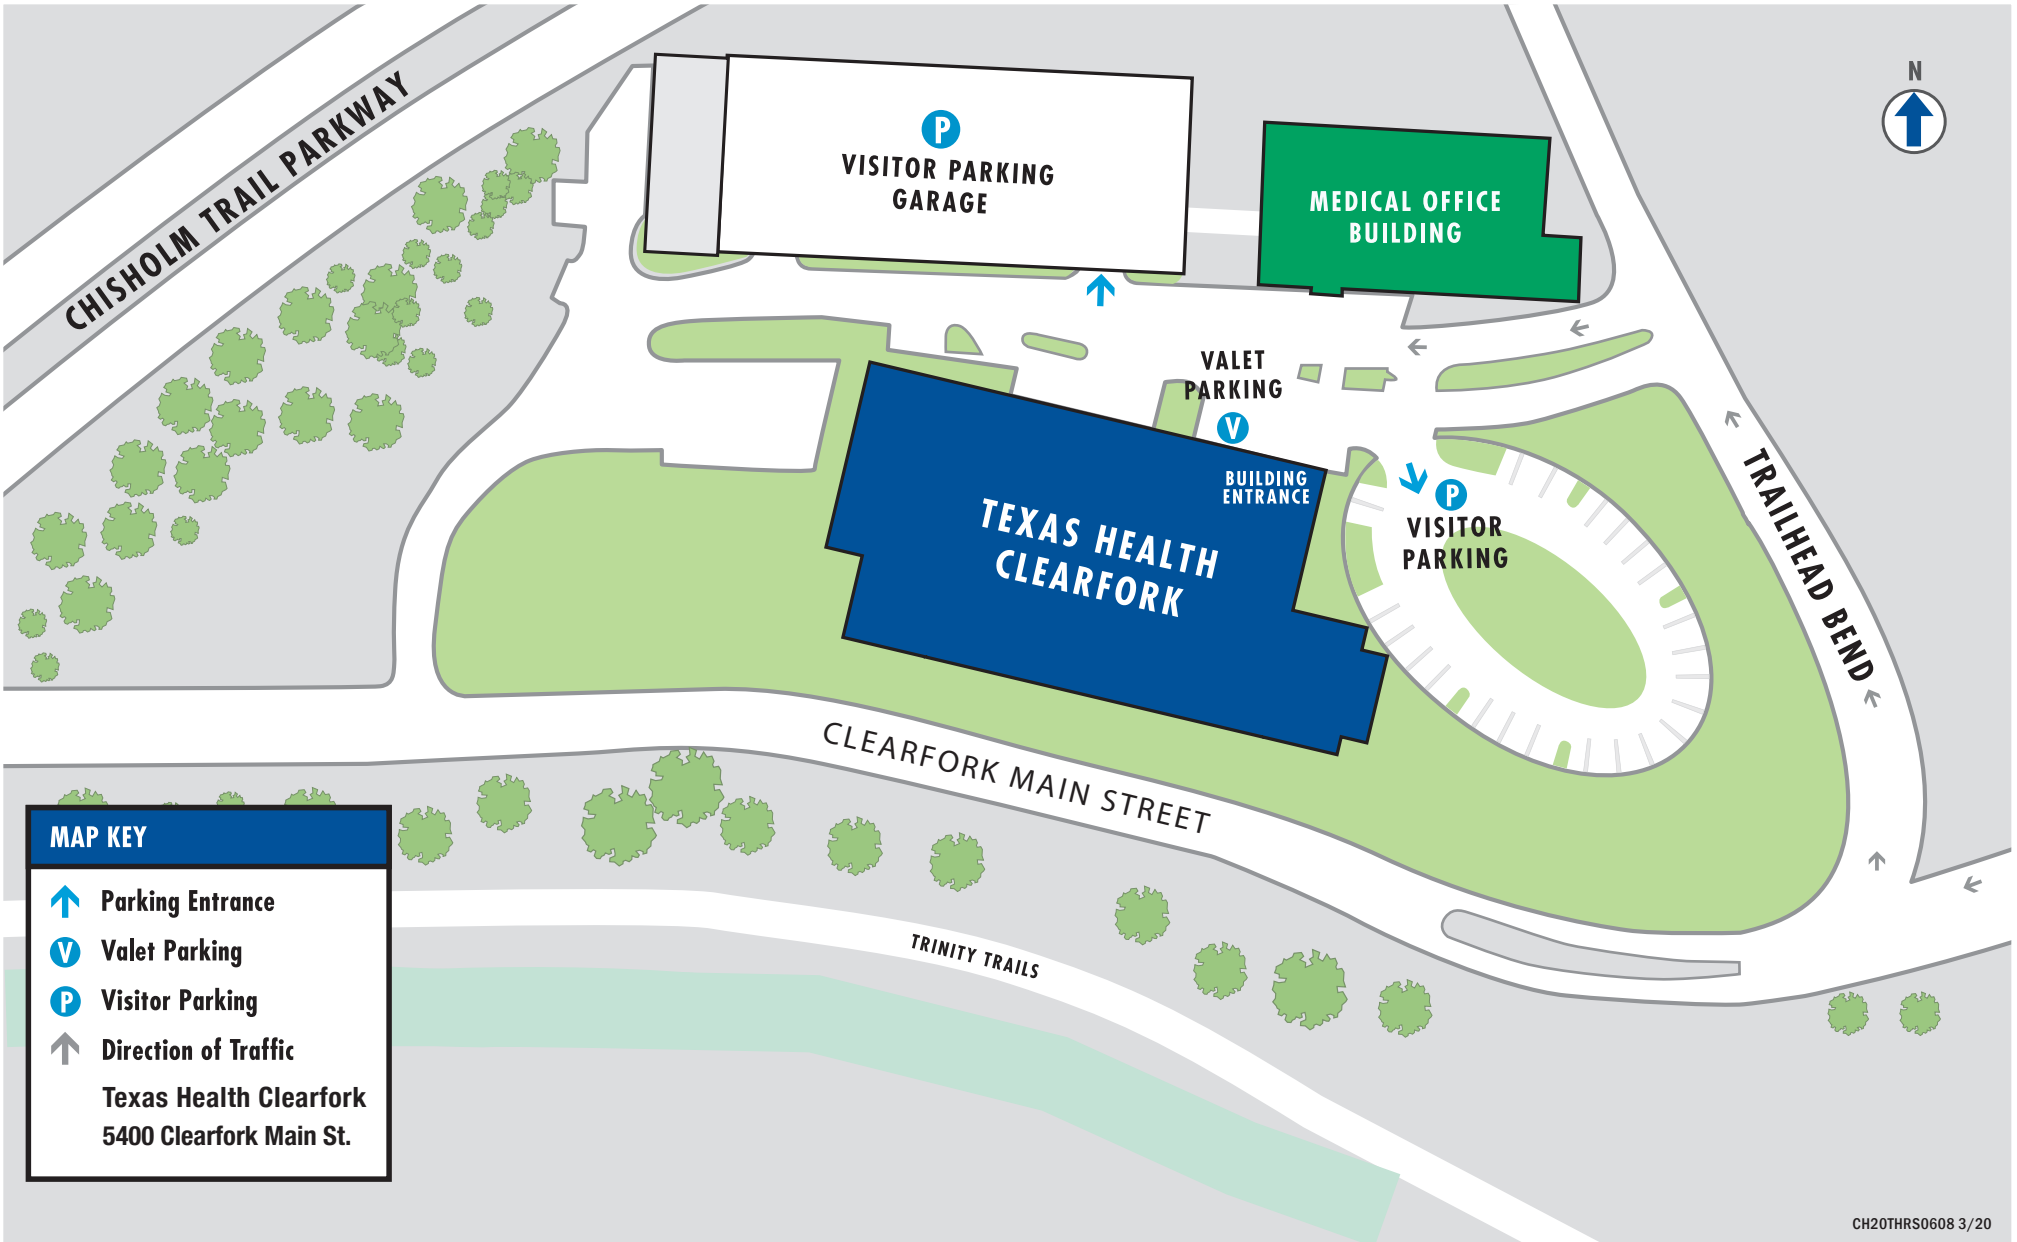 N
CHISHOLM TRAIL PARKWAY
P
VISITOR PARKING
GARAGE
MEDICAL OFFICE
BUILDING
VALET
PARKING
V
BUILDING
ENTRANCE
P
VISITOR
PARKING
TEXAS HEALTH
CLEARFORK
TRAILHEAD BEND
CLEARFORK MAIN STREET
TRINITY TRAILS
MAP KEY
Parking Entrance
V Valet Parking
P Visitor Parking
Direction of Traffic
Texas Health Clearfork
5400 Clearfork Main St.
CH20THRS0608 3/20